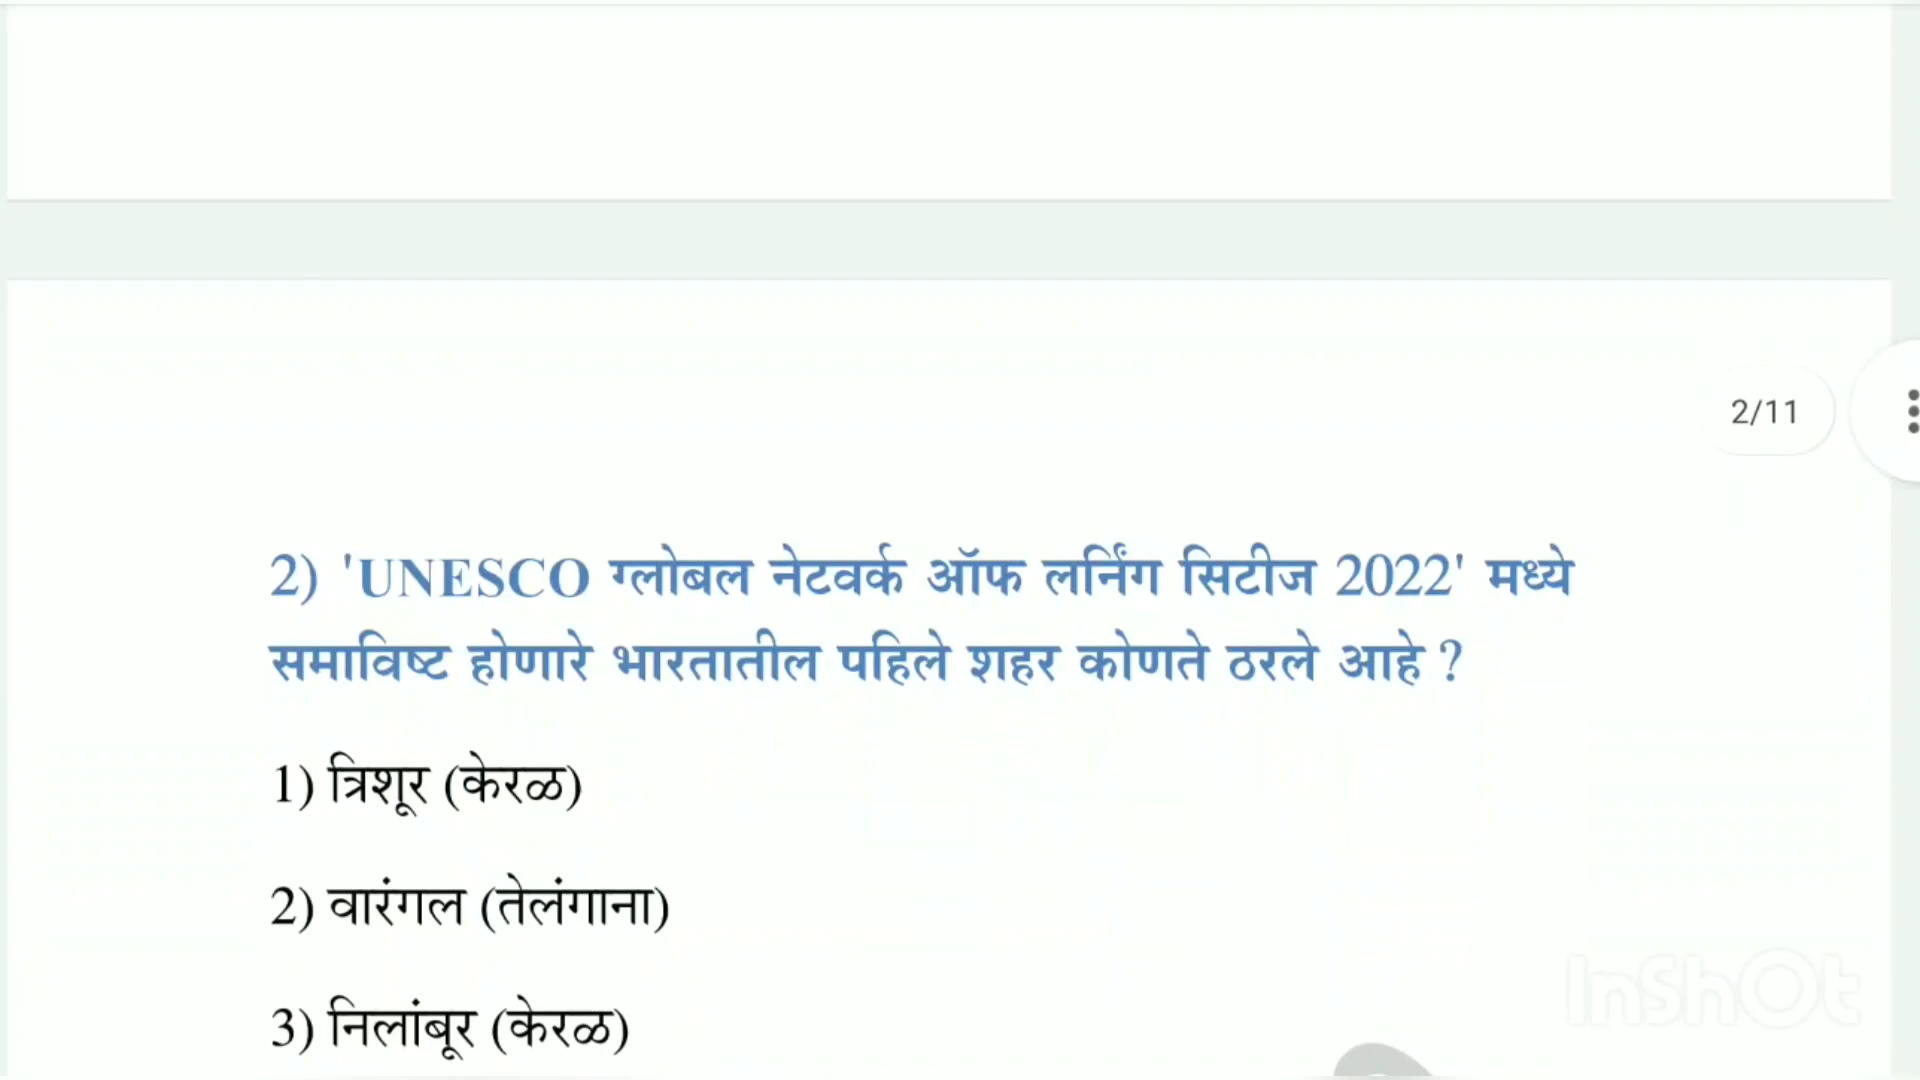 2/11
2) 'UNESCO ग्लोबल नेटवर्क ऑफ लर्निंग सिटीज 2022' मध्ये
समाविष्ट होणारे भारतातील पहिले शहर कोणते ठरले आहे ?
1) त्रिशूर (केरळ)
2) वारंगल (तेलंगाना)
3) निलांबूर (केरळ)
InShOt